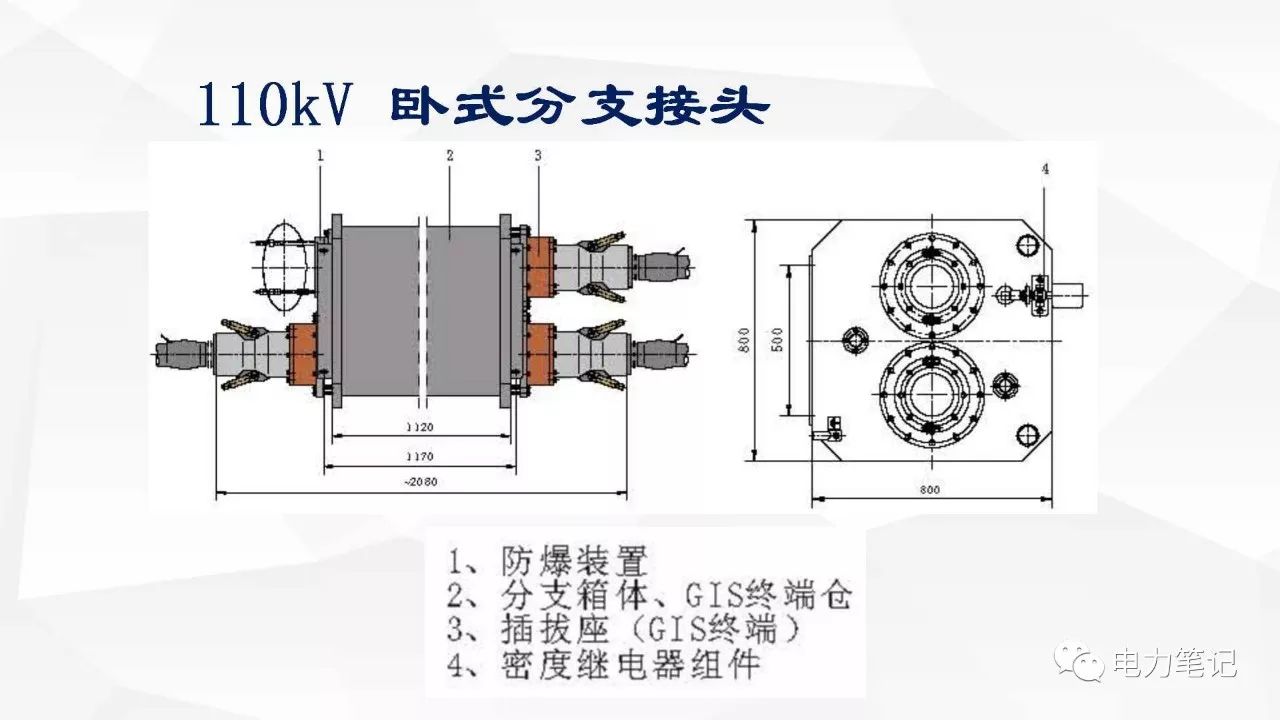 110kV 卧式分支接头
1 2 3 4
800
500
1120
1170
~2080
800
1、防爆装置
2、分支箱体、GIS终端仓
3、插拔座（GIS终端）
4、密度继电器组件
电力笔记